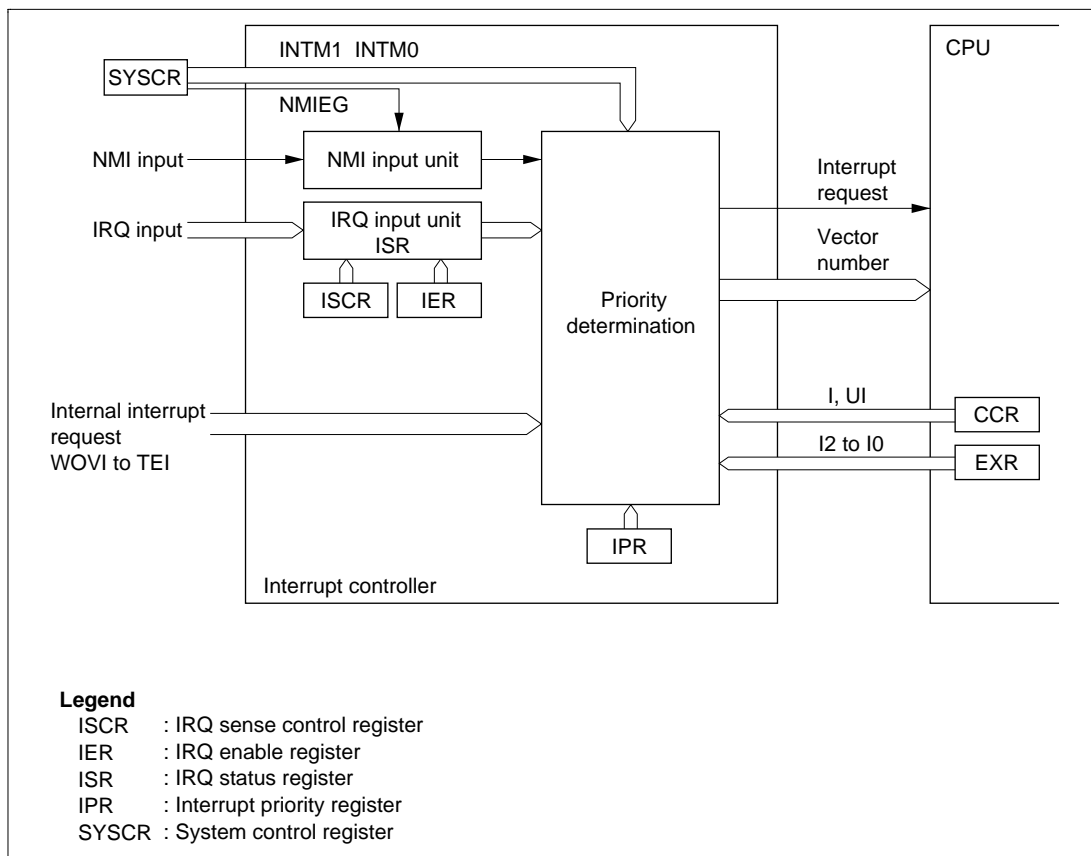 INTM1 INTM0
CPU
SYSCR
NMIEG
NMI input
NMI input unit
Interrupt
request
IRQ input
IRQ input unit
ISR
Vector
number
ISCR
IER
Priority
determination
Internal interrupt
request
WOVI to TEI
I, UI
CCR
I2 to I0
EXR
IPR
Interrupt controller
Legend
ISCR : IRQ sense control register
IER : IRQ enable register
ISR : IRQ status register
IPR : Interrupt priority register
SYSCR : System control register